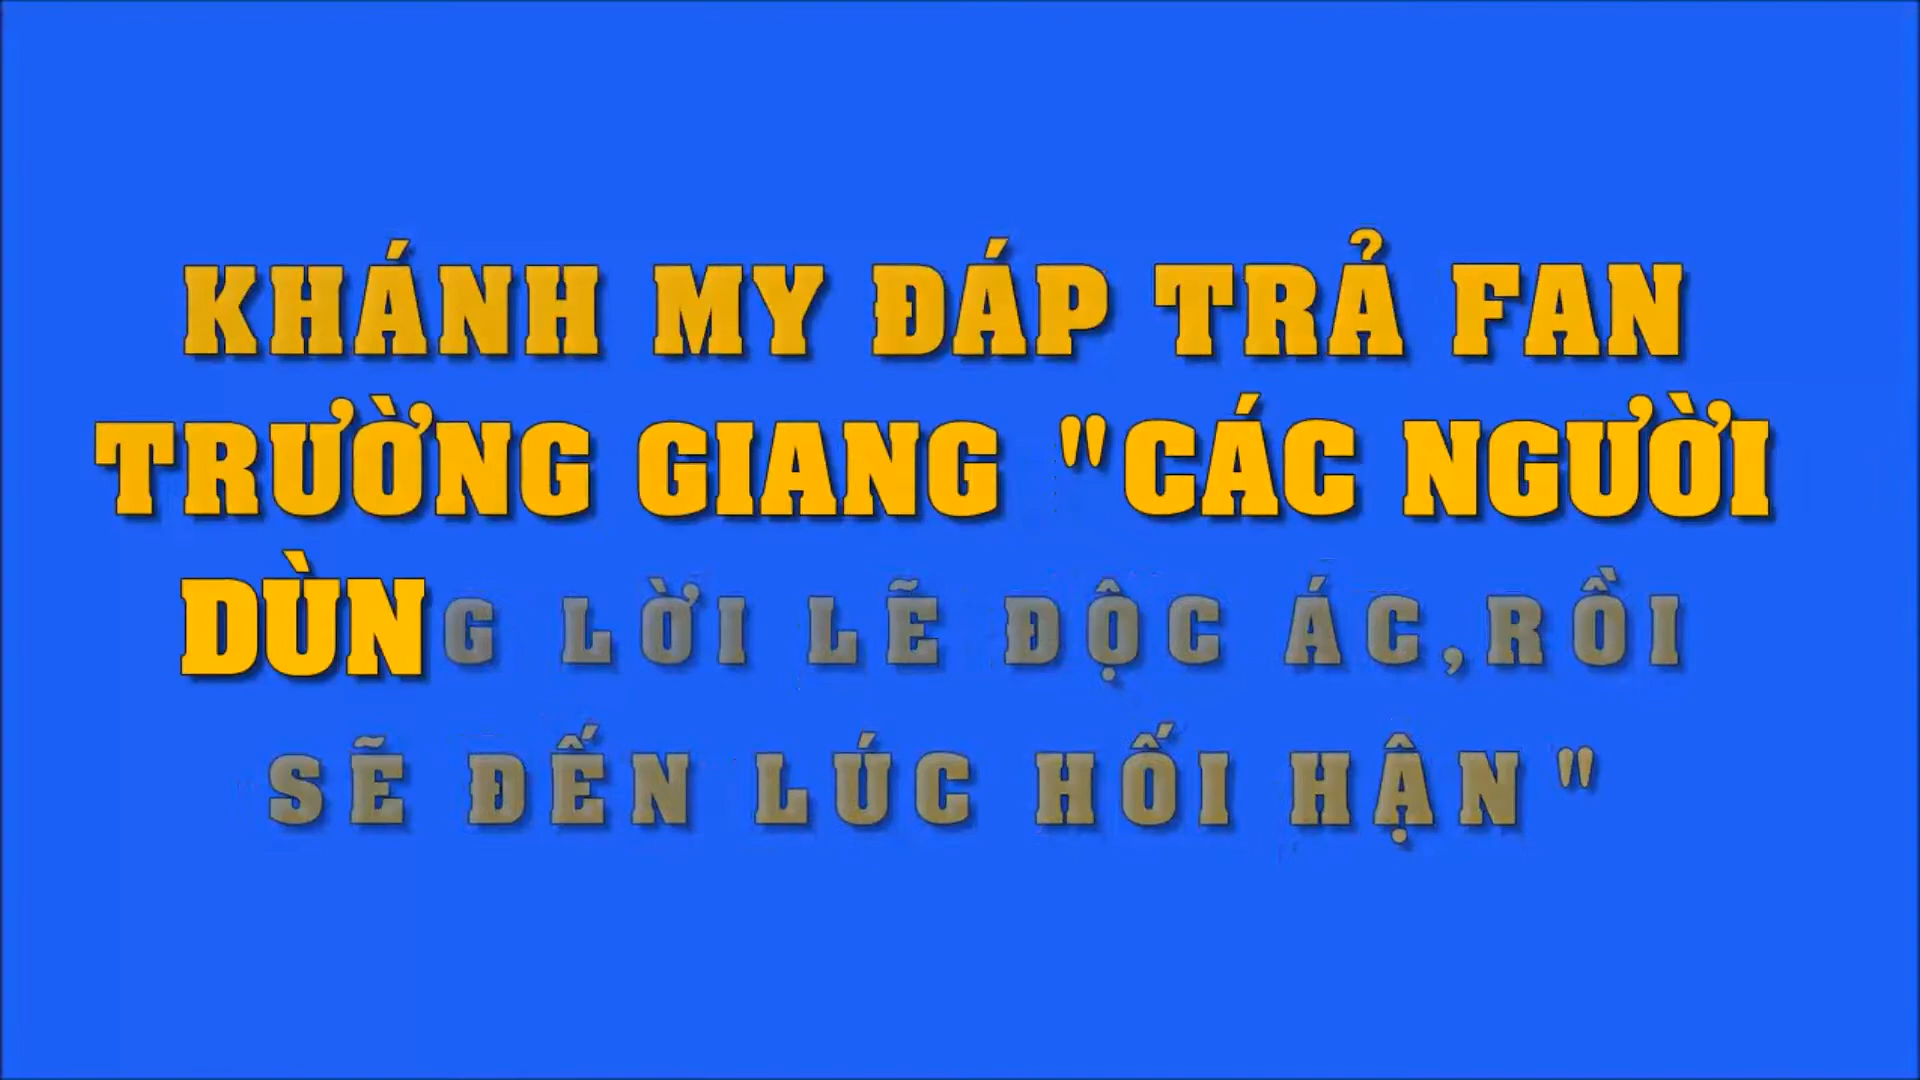 KHÁNH MY ĐÁP TRẢ FAN
TRƯỜNG GIANG "CÁC NGƯỜI
DÙNG LỜI LẼ ĐỘC ÁC,RỒI
SẼ ĐẾN LÚC HỐI HẬN"